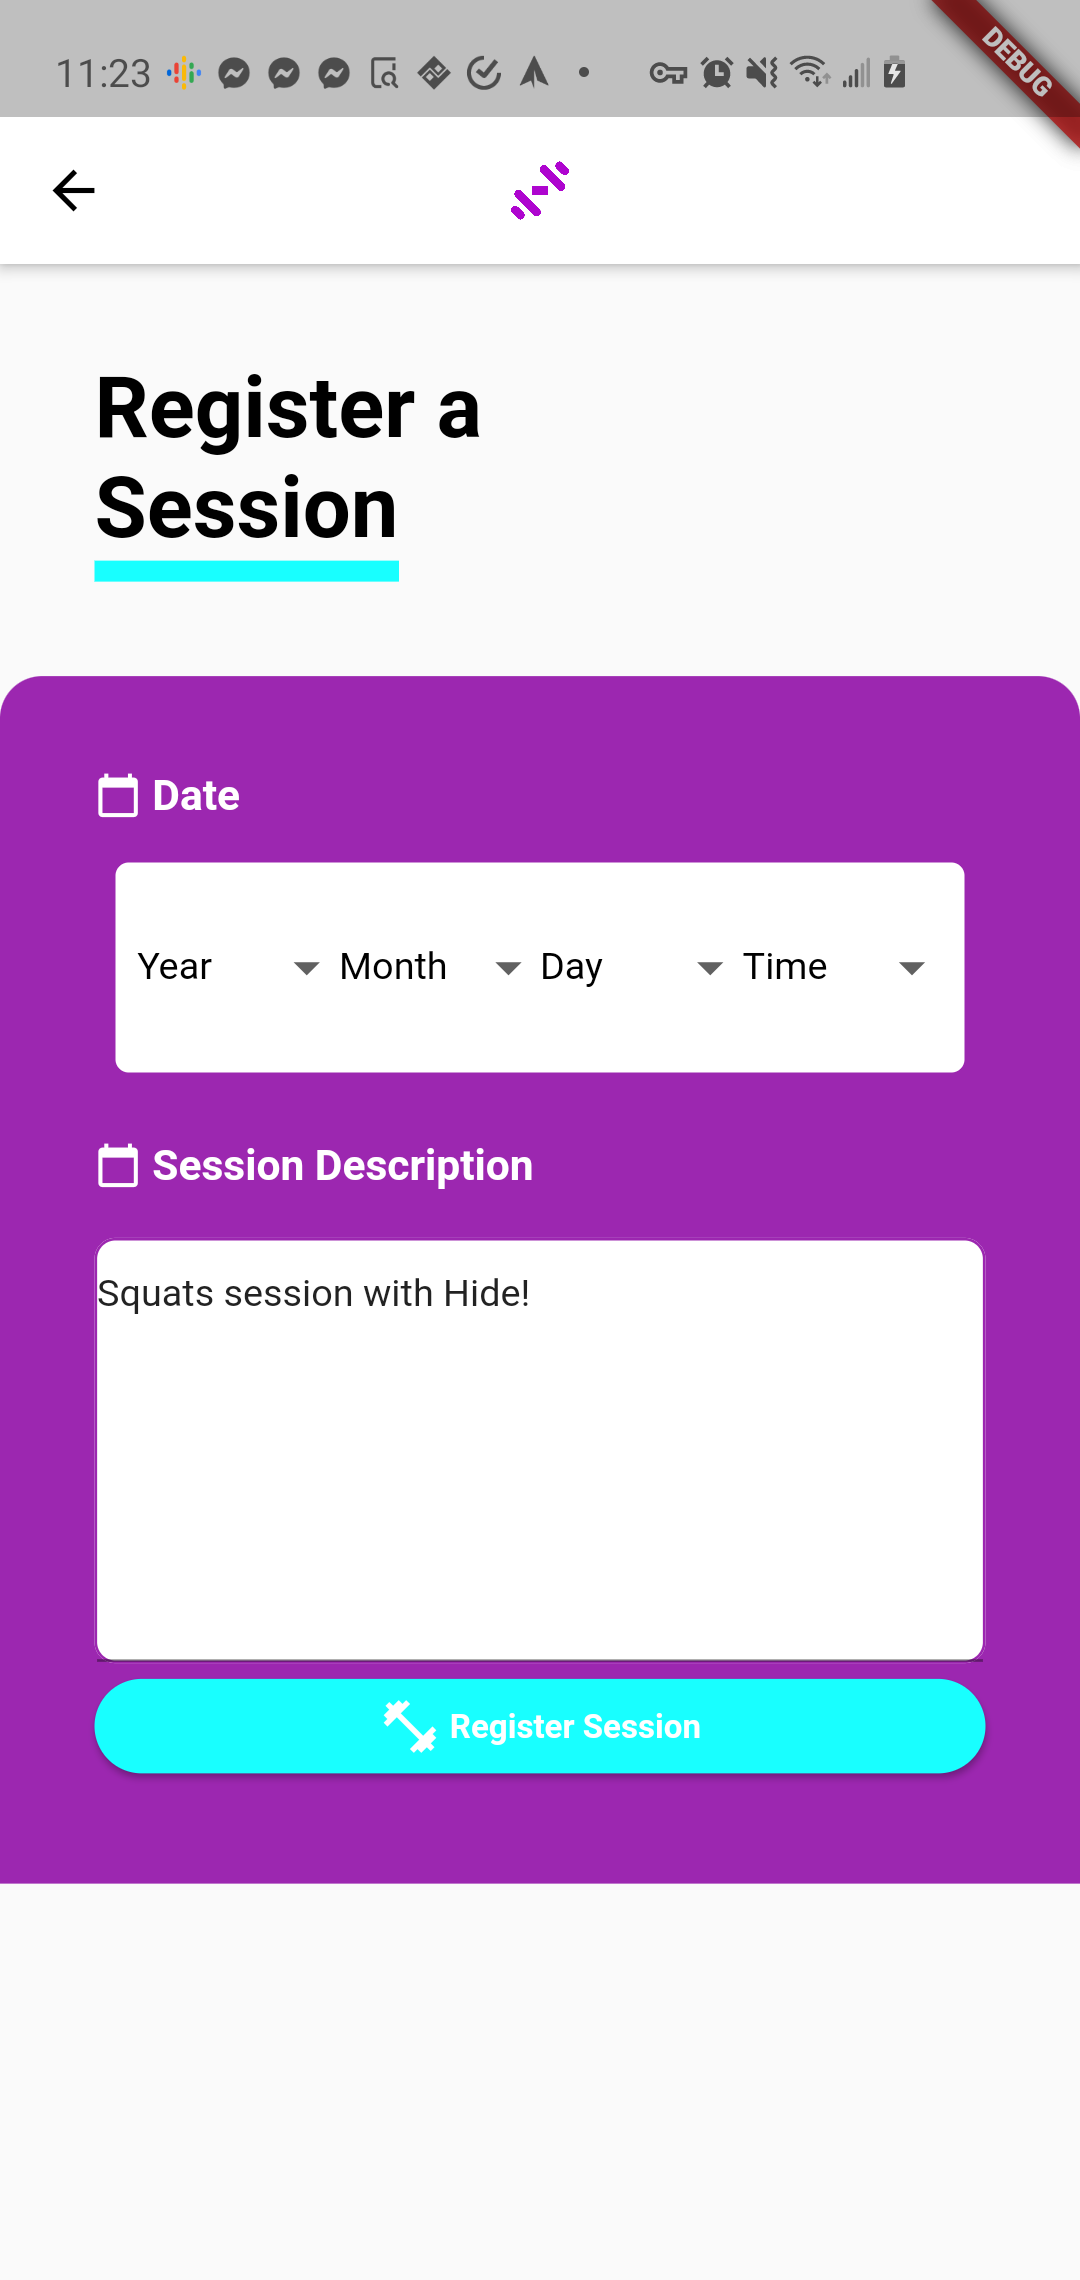 11:23
DEBUG
Register a
Session
Date
Year Month Day Time
Session Description
Squats session with Hide!
Register Session